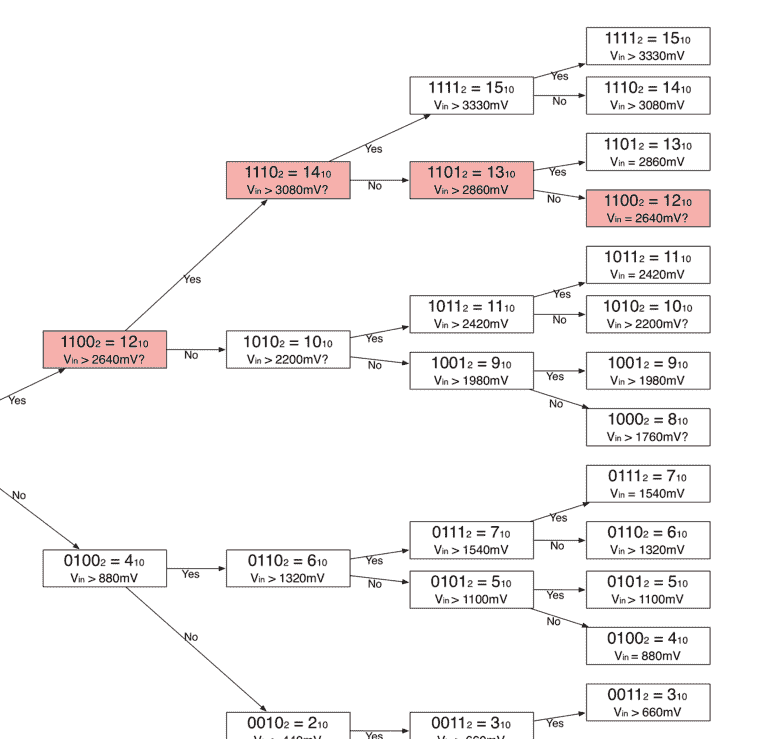 1111₂ = 15₁₀
Vin > 3330mV
1111₂ = 15₁₀
Vin > 3330mV
Yes
No
1110₂ = 14₁₀
Vin > 3080mV
Yes
1101₂ = 13₁₀
Vin = 2860mV
1110₂ = 14₁₀
Vin > 3080mV?
No
1101₂ = 13₁₀
Vin > 2860mV
Yes
No
1100₂ = 12₁₀
Vin = 2640mV?
Yes
1011₂ = 11₁₀
Vin = 2420mV
1011₂ = 11₁₀
Vin > 2420mV
Yes
No
1010₂ = 10₁₀
Vin > 2200mV?
1100₂ = 12₁₀
Vin > 2640mV?
No
1010₂ = 10₁₀
Vin > 2200mV?
Yes
No
1001₂ = 9₁₀
Vin > 1980mV
Yes
1001₂ = 9₁₀
Vin > 1980mV
No
Yes
1000₂ = 8₁₀
Vin > 1760mV?
0111₂ = 7₁₀
Vin = 1540mV
No
0111₂ = 7₁₀
Vin > 1540mV
Yes
No
0110₂ = 6₁₀
Vin > 1320mV
0100₂ = 4₁₀
Vin > 880mV
Yes
0110₂ = 6₁₀
Vin > 1320mV
Yes
No
0101₂ = 5₁₀
Vin > 1100mV
Yes
0101₂ = 5₁₀
Vin > 1100mV
No
0100₂ = 4₁₀
Vin = 880mV
No
0011₂ = 3₁₀
Vin > 660mV
0010₂ = 2₁₀
Yes
0011₂ = 3₁₀
Yes